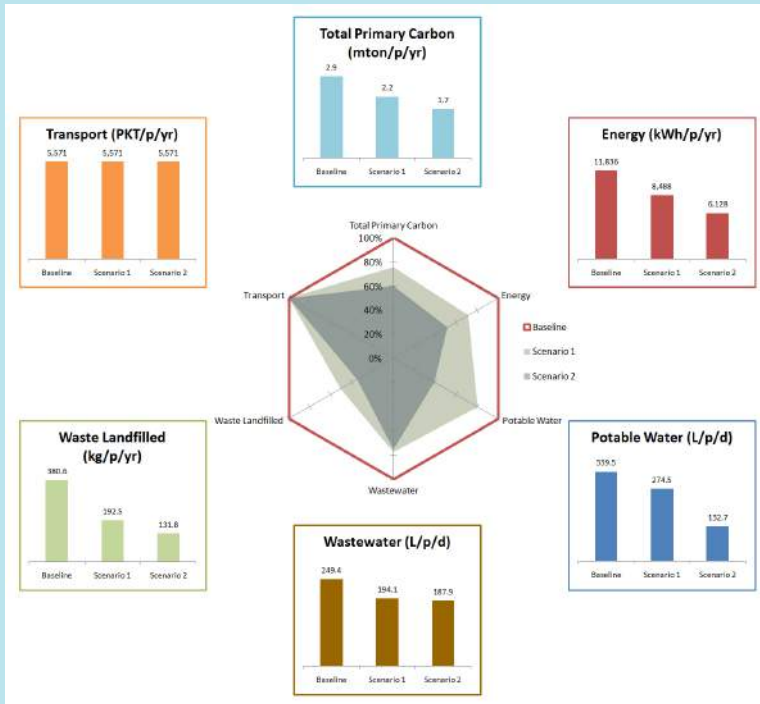 Total Primary Carbon
(mton/p/yr)
2.9
2.2
1.7
Baseline Scenario 1 Scenario 2
Transport (PKT/p/yr)
5,571 5,571 5,571
Baseline Scenario 1 Scenario 2
Energy (kWh/p/yr)
11,836
8,488
6,128
Baseline Scenario 1 Scenario 2
Total Primary Carbon
100%
80%
60%
40%
20%
0%
Transport
Energy
Waste Landfilled
Potable Water
Wastewater
Baseline
Scenario 1
Scenario 2
Waste Landfilled
(kg/p/yr)
380.6
192.5
131.8
Baseline Scenario 1 Scenario 2
Wastewater (L/p/d)
249.4
194.1
187.9
Baseline Scenario 1 Scenario 2
Potable Water (L/p/d)
339.5
274.5
132.7
Baseline Scenario 1 Scenario 2